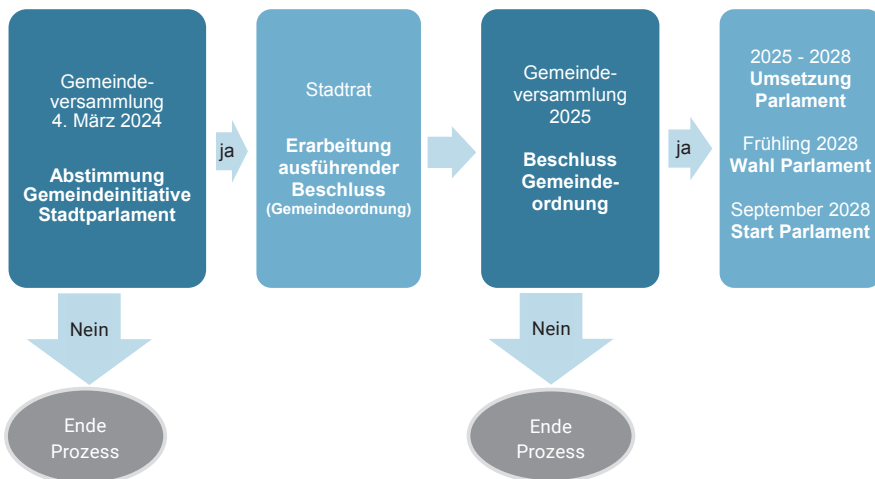 Gemeinde-
versammlung
4. März 2024
Abstimmung
Gemeindeinitiative
Stadtparlament
ja
Stadtrat
Erarbeitung
ausführender
Beschluss
(Gemeindeordnung)
Gemeinde-
versammlung
2025
Beschluss
Gemeinde-
ordnung
ja
2025 - 2028
Umsetzung
Parlament
Frühling 2028
Wahl Parlament
September 2028
Start Parlament
Nein
Nein
Ende
Prozess
Ende
Prozess